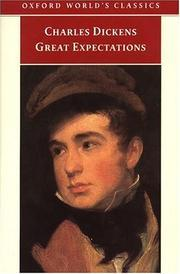 OXFORD WORLD'S CLASSICS
CHARLES DICKENS
GREAT EXPECTATIONS